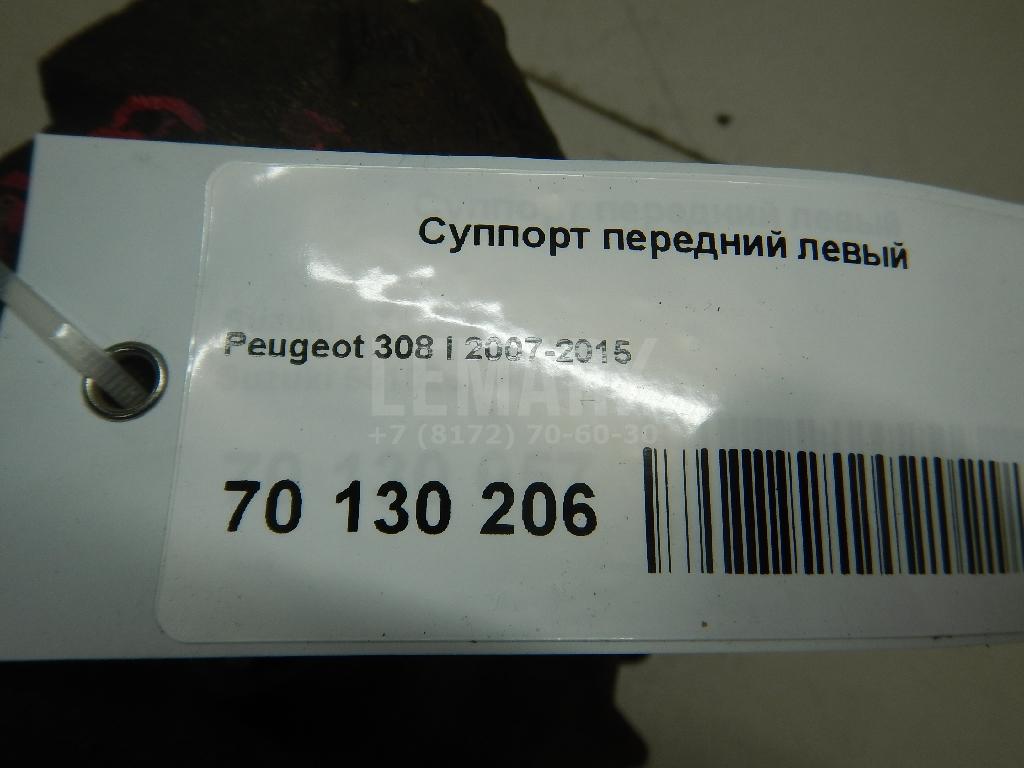 Суппорт передний левый
Peugeot 308 I 2007-2015
LEMARK
+7 (8172) 70-60-30
70 130 206